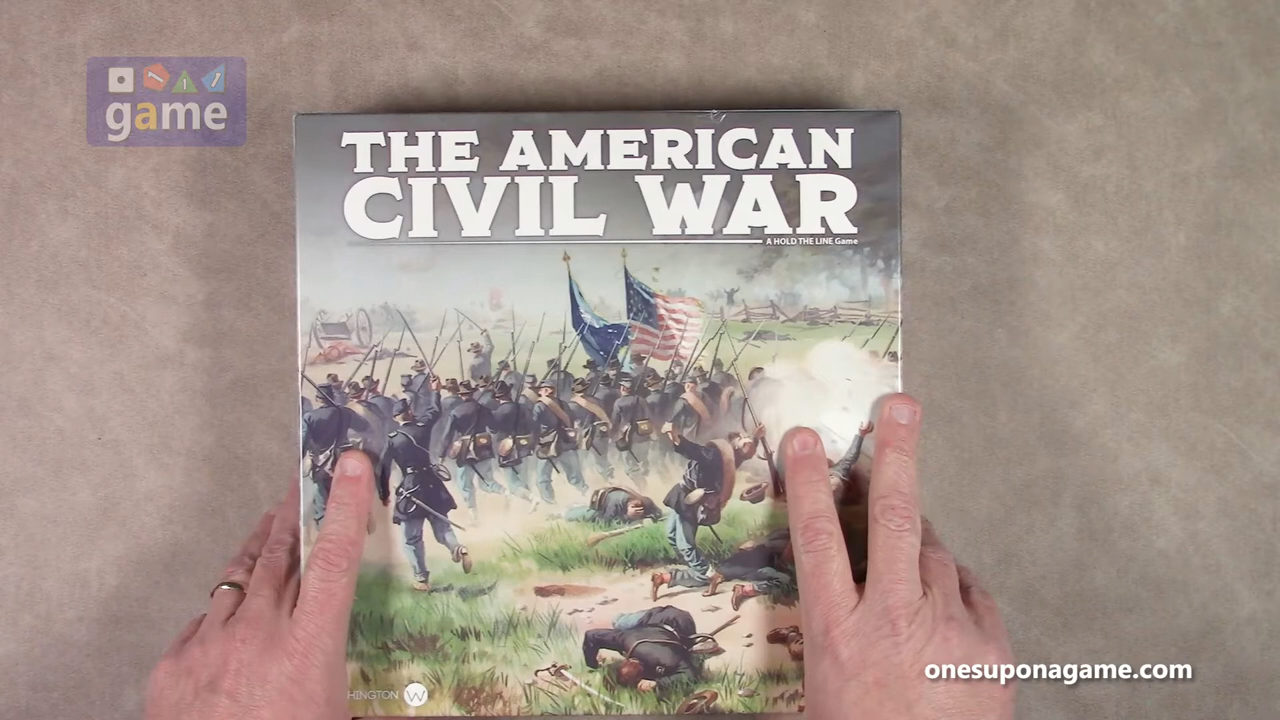 game
THE AMERICAN
CIVIL WAR
A HOLD THE LINE Game
HINGTON W
onesuponagame.com